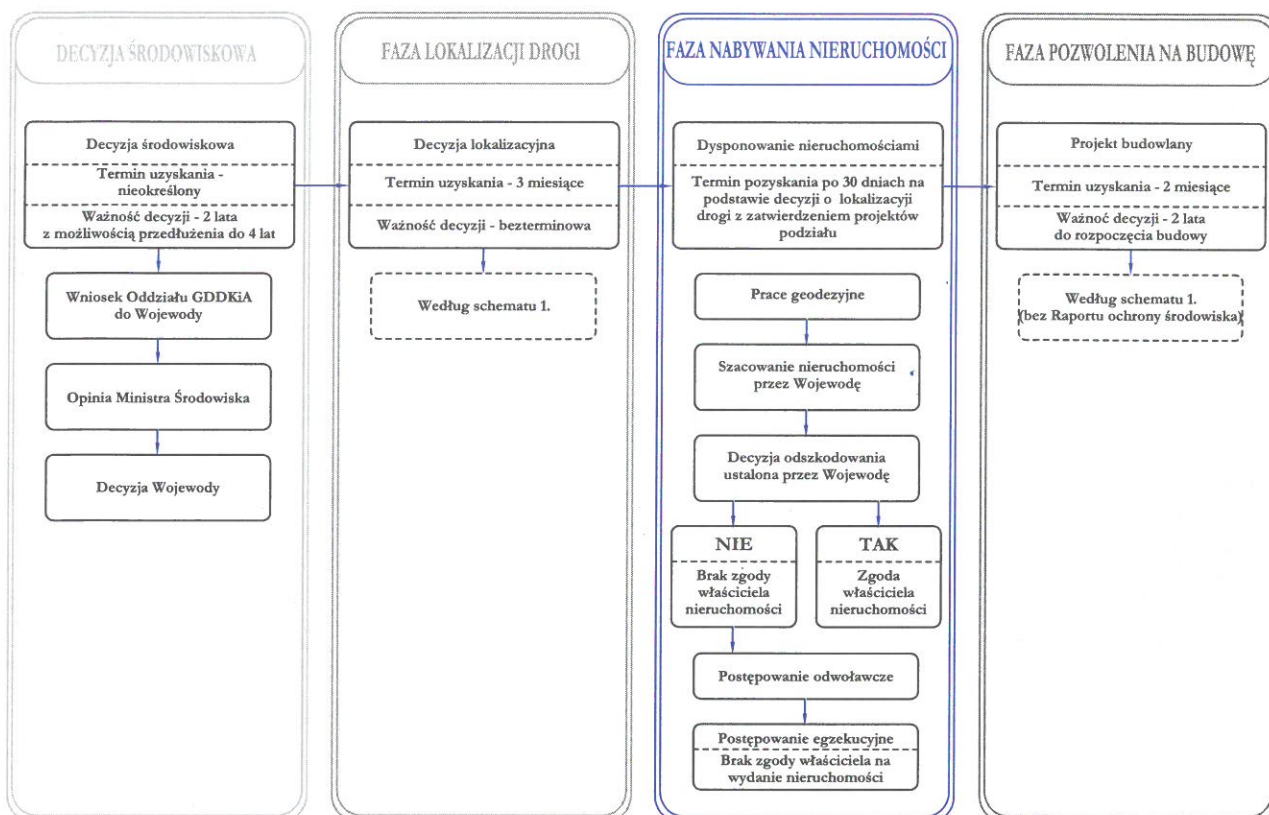 DECYZJA ŚRODOWISKOWA
Decyzja środowiskowa
Termin uzyskania -
nieokreślony
Ważność decyzji - 2 lata
z możliwością przedłużenia do 4 lat
Wniosek Oddziału GDDKiA
do Wojewody
Opinia Ministra Środowiska
Decyzja Wojewody
FAZA LOKALIZACJI DROGI
Decyzja lokalizacyjna
Termin uzyskania - 3 miesiące
Ważność decyzji - bezterminowa
Według schematu 1.
FAZA NABYWANIA NIERUCHOMOŚCI
Dysponowanie nieruchomościami
Termin pozyskania po 30 dniach na
podstawie decyzji o lokalizacyji
drogi z zatwierdzeniem projektów
podziału
Prace geodezyjne
Szacowanie nieruchomości
przez Wojewodę
Decyzja odszkodowania
ustalona przez Wojewodę
NIE
Brak zgody
właściciela
nieruchomości
TAK
Zgoda
właściciela
nieruchomości
Postępowanie odwoławcze
Postępowanie egzekucyjne
Brak zgody właściciela na
wydanie nieruchomości
FAZA POZWOLENIA NA BUDOWĘ
Projekt budowlany
Termin uzyskania - 2 miesiące
Ważnoć decyzji - 2 lata
do rozpoczęcia budowy
Według schematu 1.
(bez Raportu ochrony środowiska)